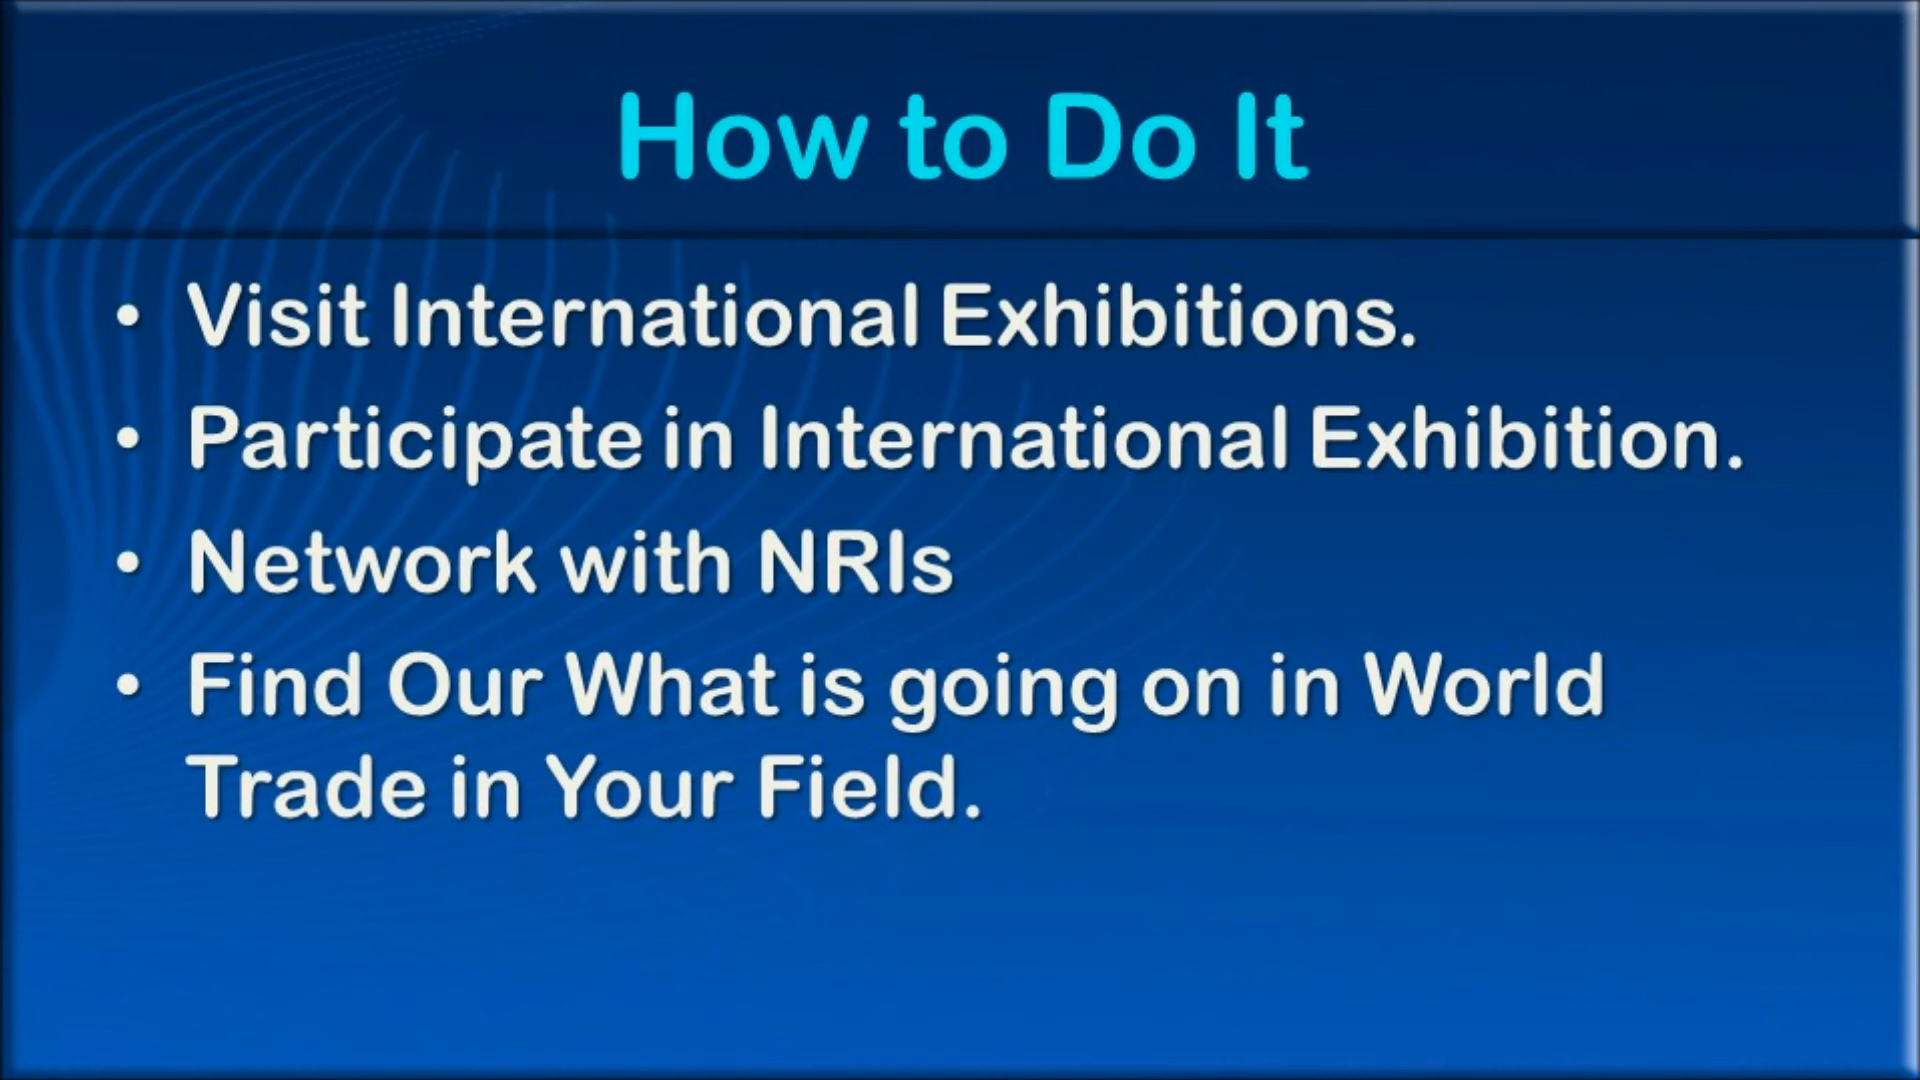 How to Do It
• Visit International Exhibitions.
• Participate in International Exhibition.
• Network with NRIs
• Find Our What is going on in World
Trade in Your Field.